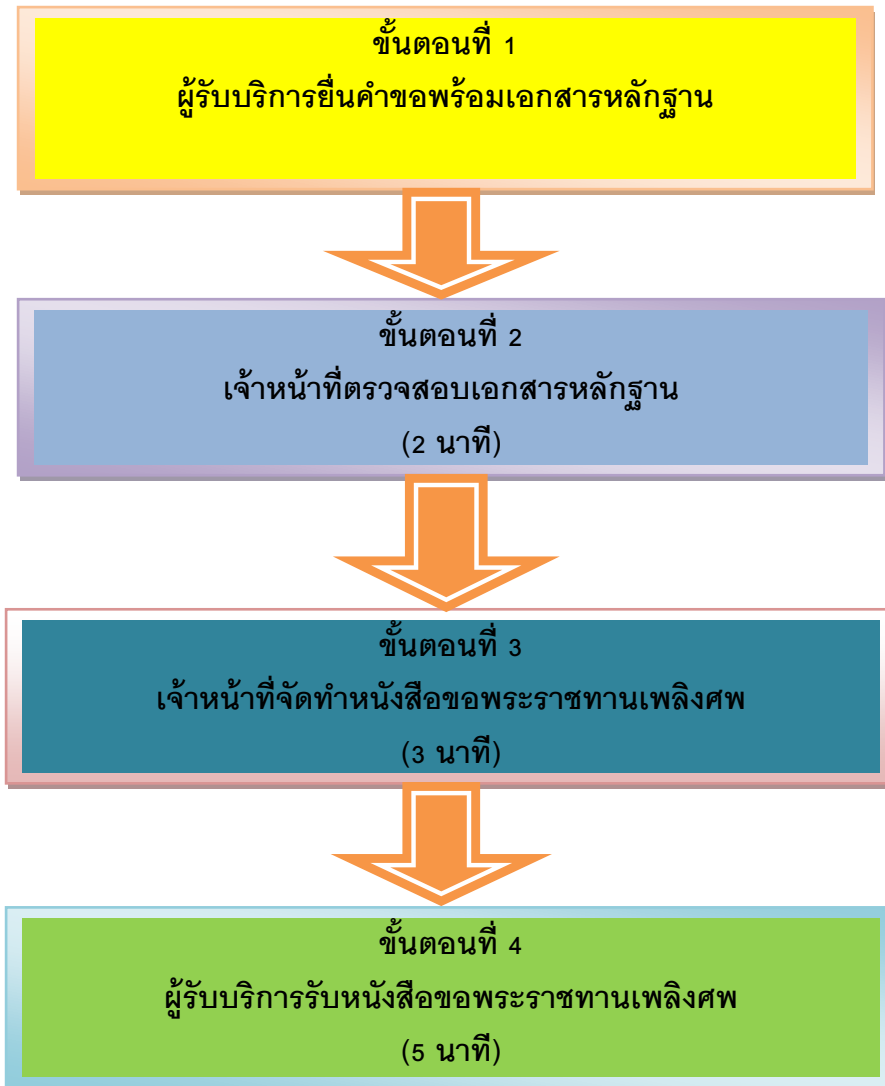 ขั้นตอนที่ 1
ผู้รับบริการยื่นคำขอพร้อมเอกสารหลักฐาน
ขั้นตอนที่ 2
เจ้าหน้าที่ตรวจสอบเอกสารหลักฐาน
(2 นาที)
ขั้นตอนที่ 3
เจ้าหน้าที่จัดทำหนังสือขอพระราชทานเพลิงศพ
(3 นาที)
ขั้นตอนที่ 4
ผู้รับบริการรับหนังสือขอพระราชทานเพลิงศพ
(5 นาที)